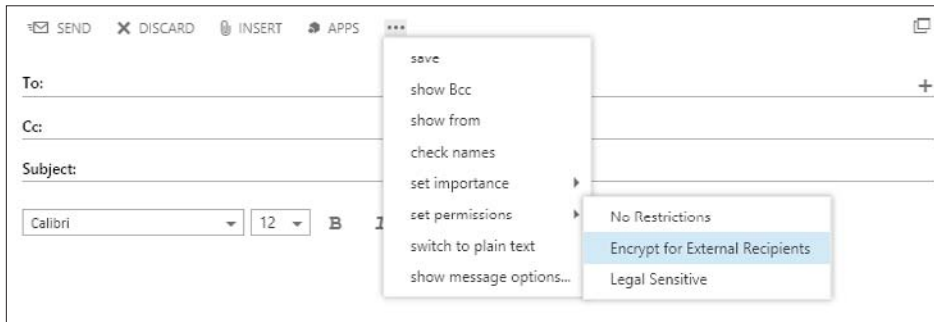 SEND DISCARD INSERT APPS •••
save
To:
show Bcc
show from
Cc:
check names
Subject:
set importance
set permissions
No Restrictions
Calibri 12 B I
switch to plain text
Encrypt for External Recipients
show message options...
Legal Sensitive